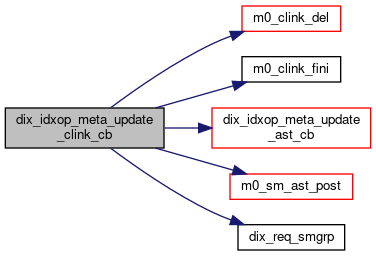 m0_clink_del
m0_clink_fini
dix_idxop_meta_update
_clink_cb
dix_idxop_meta_update
_ast_cb
m0_sm_ast_post
dix_req_smgrp